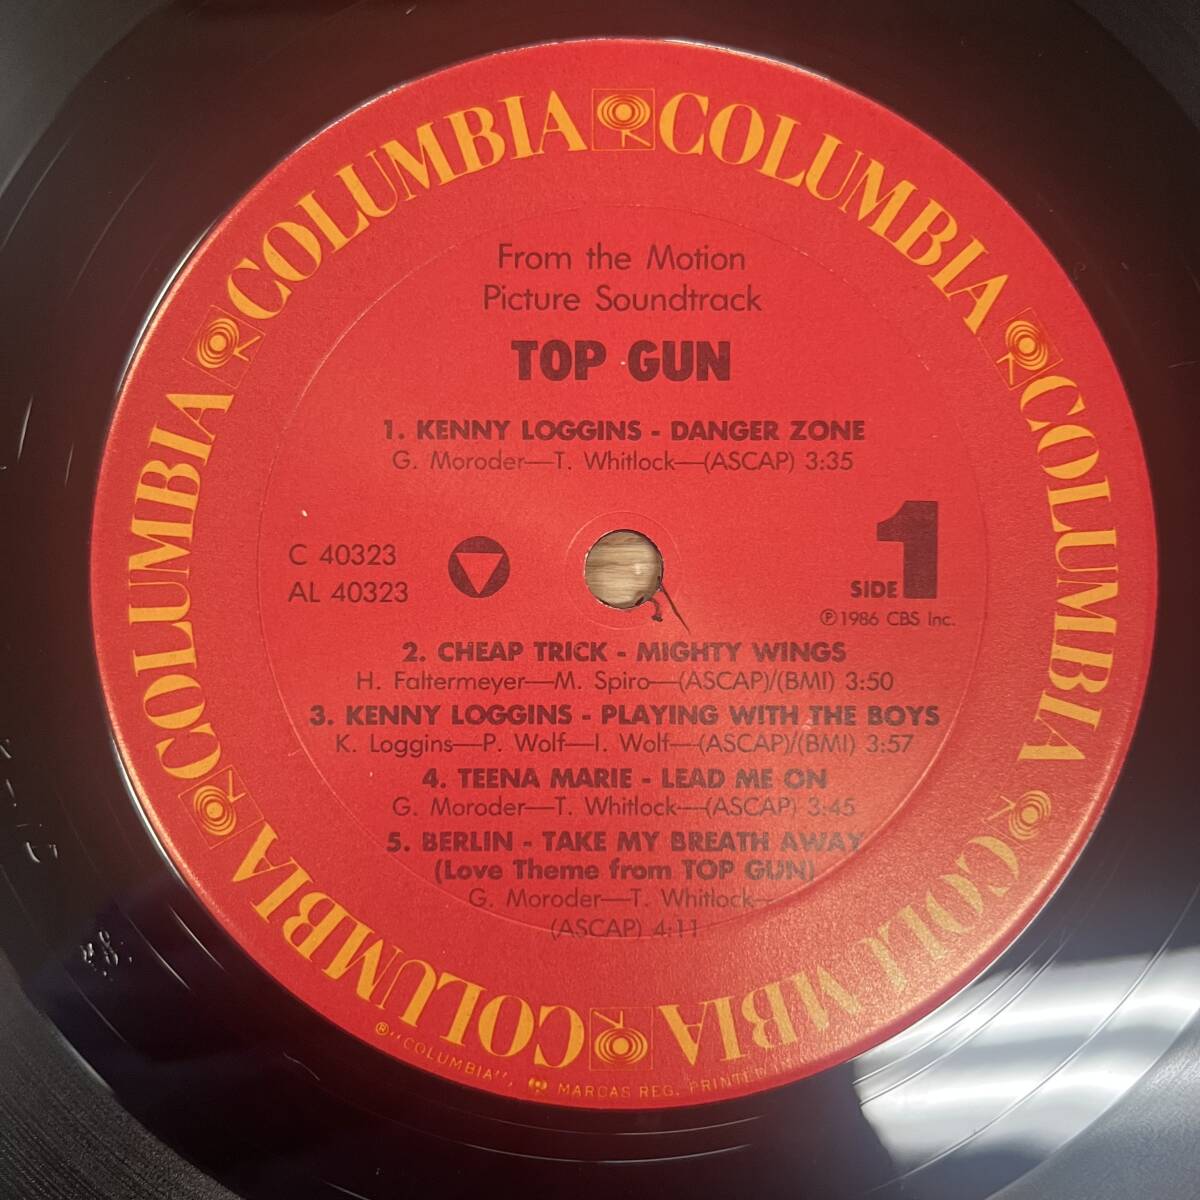 COLUMBIA COLUMBIA COLUMBIA COLUMBIA COLUMBIA COLUMBIA
From the Motion
Picture Soundtrack
TOP GUN
1. KENNY LOGGINS - DANGER ZONE
G. Moroder—T. Whitlock—(ASCAP) 3:35
C 40323
AL 40323
SIDE 1
℗ 1986 CBS Inc.
2. CHEAP TRICK - MIGHTY WINGS
H. Faltermeyer—M. Spiro—(ASCAP)/(BMI) 3:50
3. KENNY LOGGINS - PLAYING WITH THE BOYS
K. Loggins—P. Wolf—I. Wolf—(ASCAP)/(BMI) 3:57
4. TEENA MARIE - LEAD ME ON
G. Moroder—T. Whitlock—(ASCAP) 3:45
5. BERLIN - TAKE MY BREATH AWAY
(Love Theme from TOP GUN)
G. Moroder—T. Whitlock—
(ASCAP) 4:11
® "COLUMBIA", MARCAS REG.